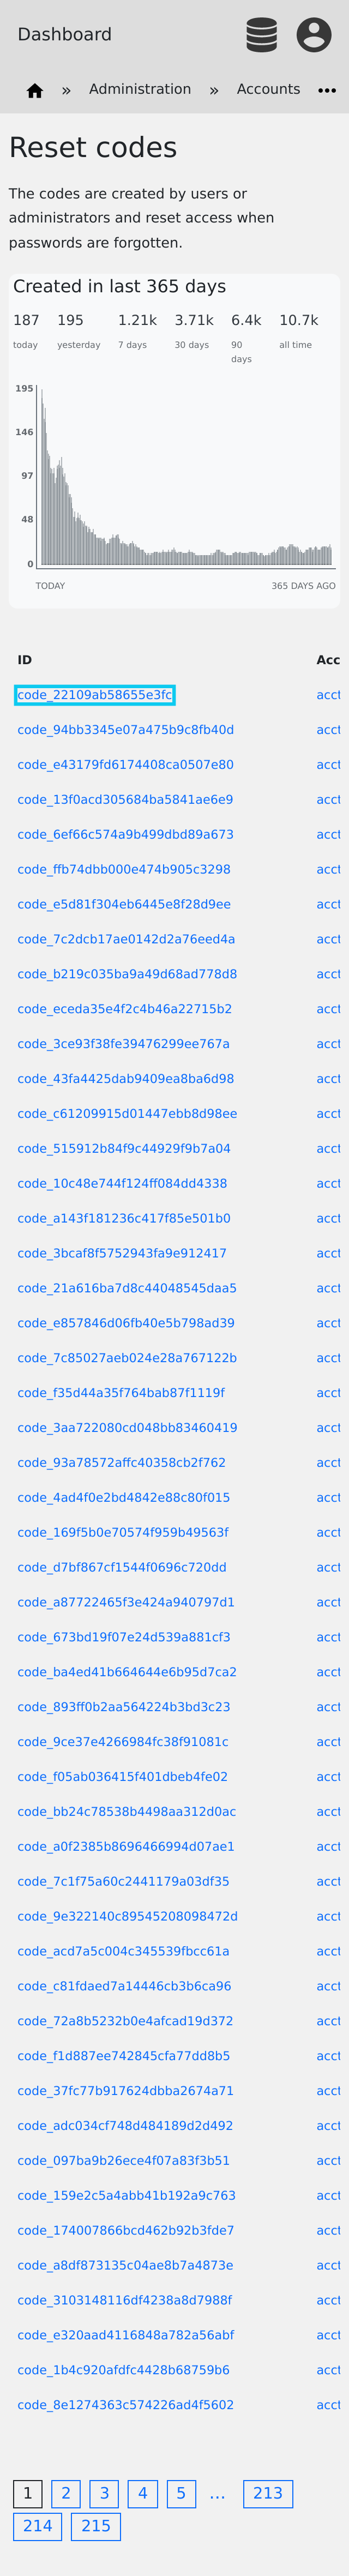 Dashboard
» Administration » Accounts •••
Reset codes
The codes are created by users or
administrators and reset access when
passwords are forgotten.
Created in last 365 days
187 195 1.21k 3.71k 6.4k 10.7k
today yesterday 7 days 30 days 90 days all time
195
146
97
48
0
TODAY 365 DAYS AGO
ID Acc
code_22109ab58655e3fc acct
code_94bb3345e07a475b9c8fb40d acct
code_e43179fd6174408ca0507e80 acct
code_13f0acd305684ba5841ae6e9 acct
code_6ef66c574a9b499dbd89a673 acct
code_ffb74dbb000e474b905c3298 acct
code_e5d81f304eb6445e8f28d9ee acct
code_7c2dcb17ae0142d2a76eed4a acct
code_b219c035ba9a49d68ad778d8 acct
code_eceda35e4f2c4b46a22715b2 acct
code_3ce93f38fe39476299ee767a acct
code_43fa4425dab9409ea8ba6d98 acct
code_c61209915d01447ebb8d98ee acct
code_515912b84f9c44929f9b7a04 acct
code_10c48e744f124ff084dd4338 acct
code_a143f181236c417f85e501b0 acct
code_3bcaf8f5752943fa9e912417 acct
code_21a616ba7d8c44048545daa5 acct
code_e857846d06fb40e5b798ad39 acct
code_7c85027aeb024e28a767122b acct
code_f35d44a35f764bab87f1119f acct
code_3aa722080cd048bb83460419 acct
code_93a78572affc40358cb2f762 acct
code_4ad4f0e2bd4842e88c80f015 acct
code_169f5b0e70574f959b49563f acct
code_d7bf867cf1544f0696c720dd acct
code_a87722465f3e424a940797d1 acct
code_673bd19f07e24d539a881cf3 acct
code_ba4ed41b664644e6b95d7ca2 acct
code_893ff0b2aa564224b3bd3c23 acct
code_9ce37e4266984fc38f91081c acct
code_f05ab036415f401dbeb4fe02 acct
code_bb24c78538b4498aa312d0ac acct
code_a0f2385b8696466994d07ae1 acct
code_7c1f75a60c2441179a03df35 acct
code_9e322140c89545208098472d acct
code_acd7a5c004c345539fbcc61a acct
code_c81fdaed7a14446cb3b6ca96 acct
code_72a8b5232b0e4afcad19d372 acct
code_f1d887ee742845cfa77dd8b5 acct
code_37fc77b917624dbba2674a71 acct
code_adc034cf748d484189d2d492 acct
code_097ba9b26ece4f07a83f3b51 acct
code_159e2c5a4abb41b192a9c763 acct
code_174007866bcd462b92b3fde7 acct
code_a8df873135c04ae8b7a4873e acct
code_3103148116df4238a8d7988f acct
code_e320aad4116848a782a56abf acct
code_1b4c920afdfc4428b68759b6 acct
code_8e1274363c574226ad4f5602 acct
1 2 3 4 5 … 213
214 215